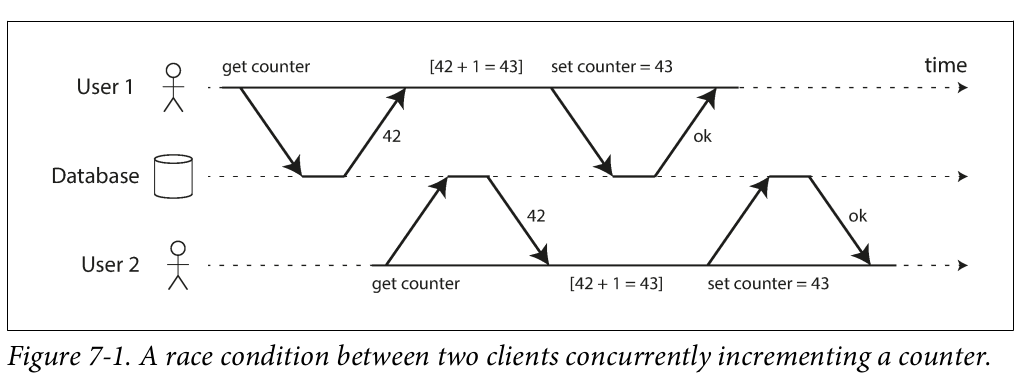 get counter
[42 + 1 = 43]
set counter = 43
time
User 1
42
ok
Database
42
ok
User 2
get counter
[42 + 1 = 43]
set counter = 43
Figure 7-1. A race condition between two clients concurrently incrementing a counter.